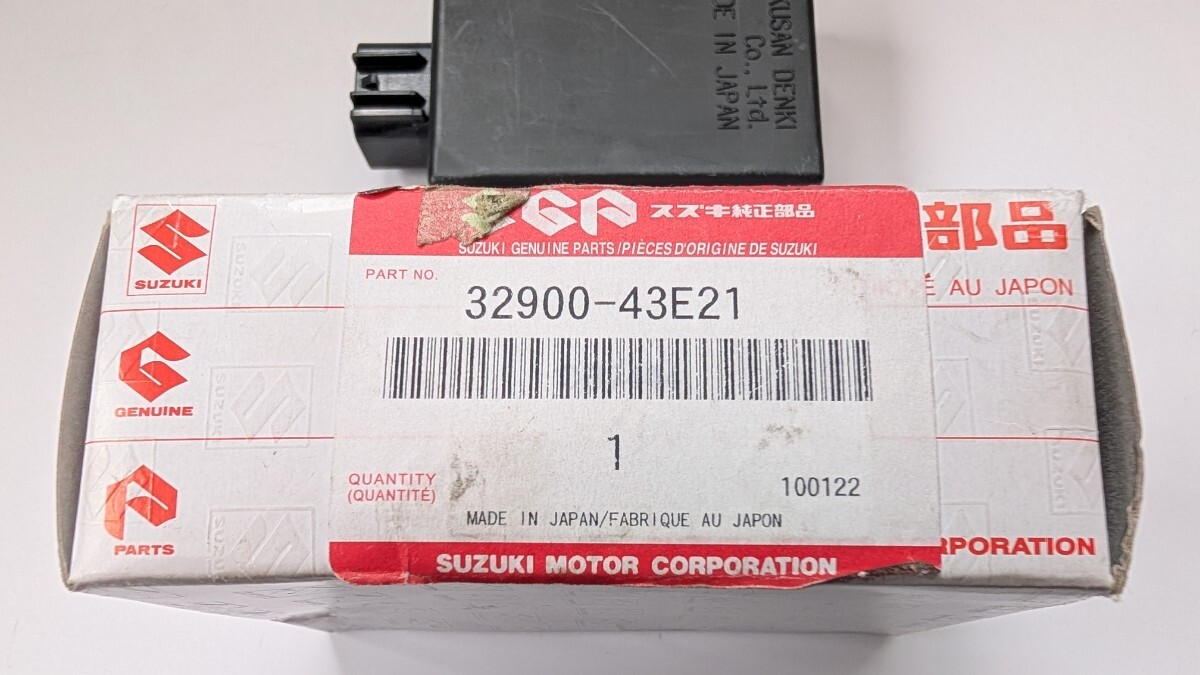 KUSAN DENKI
Co., Ltd.
DE IN JAPAN
SGP スズキ純正部品
SUZUKI GENUINE PARTS/PIÈCES D'ORIGINE DE SUZUKI
部品
É AU JAPON
SUZUKI
GENUINE
PARTS
PART NO.
32900-43E21
1
QUANTITY
(QUANTITÉ)
100122
MADE IN JAPAN/FABRIQUE AU JAPON
SUZUKI MOTOR CORPORATION
RPORATION